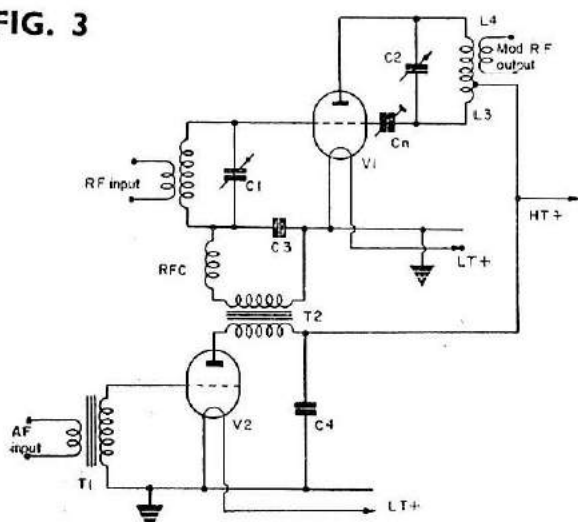 FIG. 3
L4
Mod RF
output
C2
L3
Cn
V1
RF input
C1
C3
HT+
LT+
RFC
T2
AF
input
V2
C4
T1
LT+